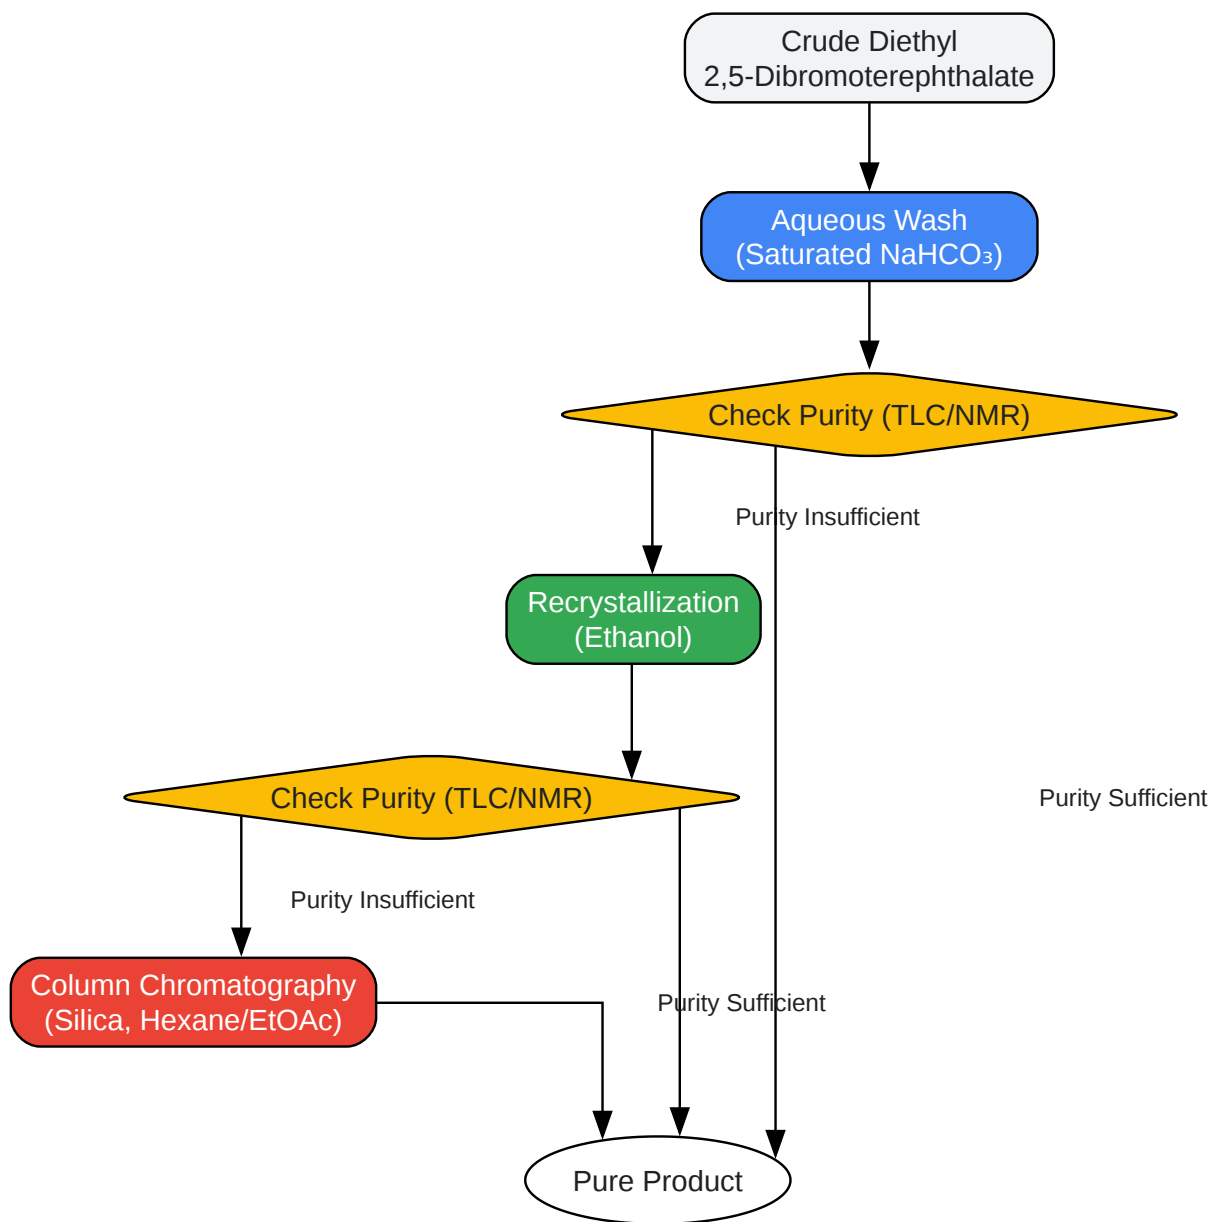 Crude Diethyl
2,5-Dibromoterephthalate
Aqueous Wash
(Saturated NaHCO₃)
Check Purity (TLC/NMR)
Purity Insufficient
Recrystallization
(Ethanol)
Check Purity (TLC/NMR)
Purity Sufficient
Purity Insufficient
Column Chromatography
(Silica, Hexane/EtOAc)
Purity Sufficient
Pure Product